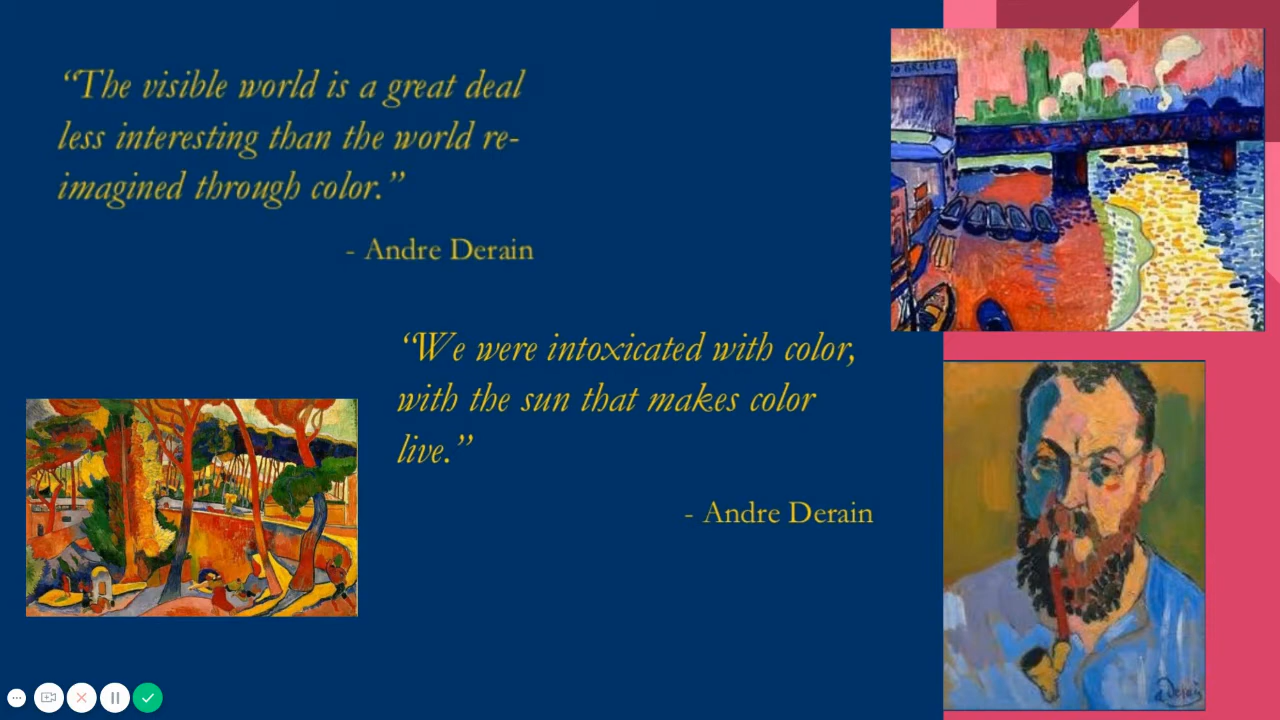 “The visible world is a great deal
less interesting than the world re-
imagined through color.”
- Andre Derain
“We were intoxicated with color,
with the sun that makes color
live.”
- Andre Derain
a Derain